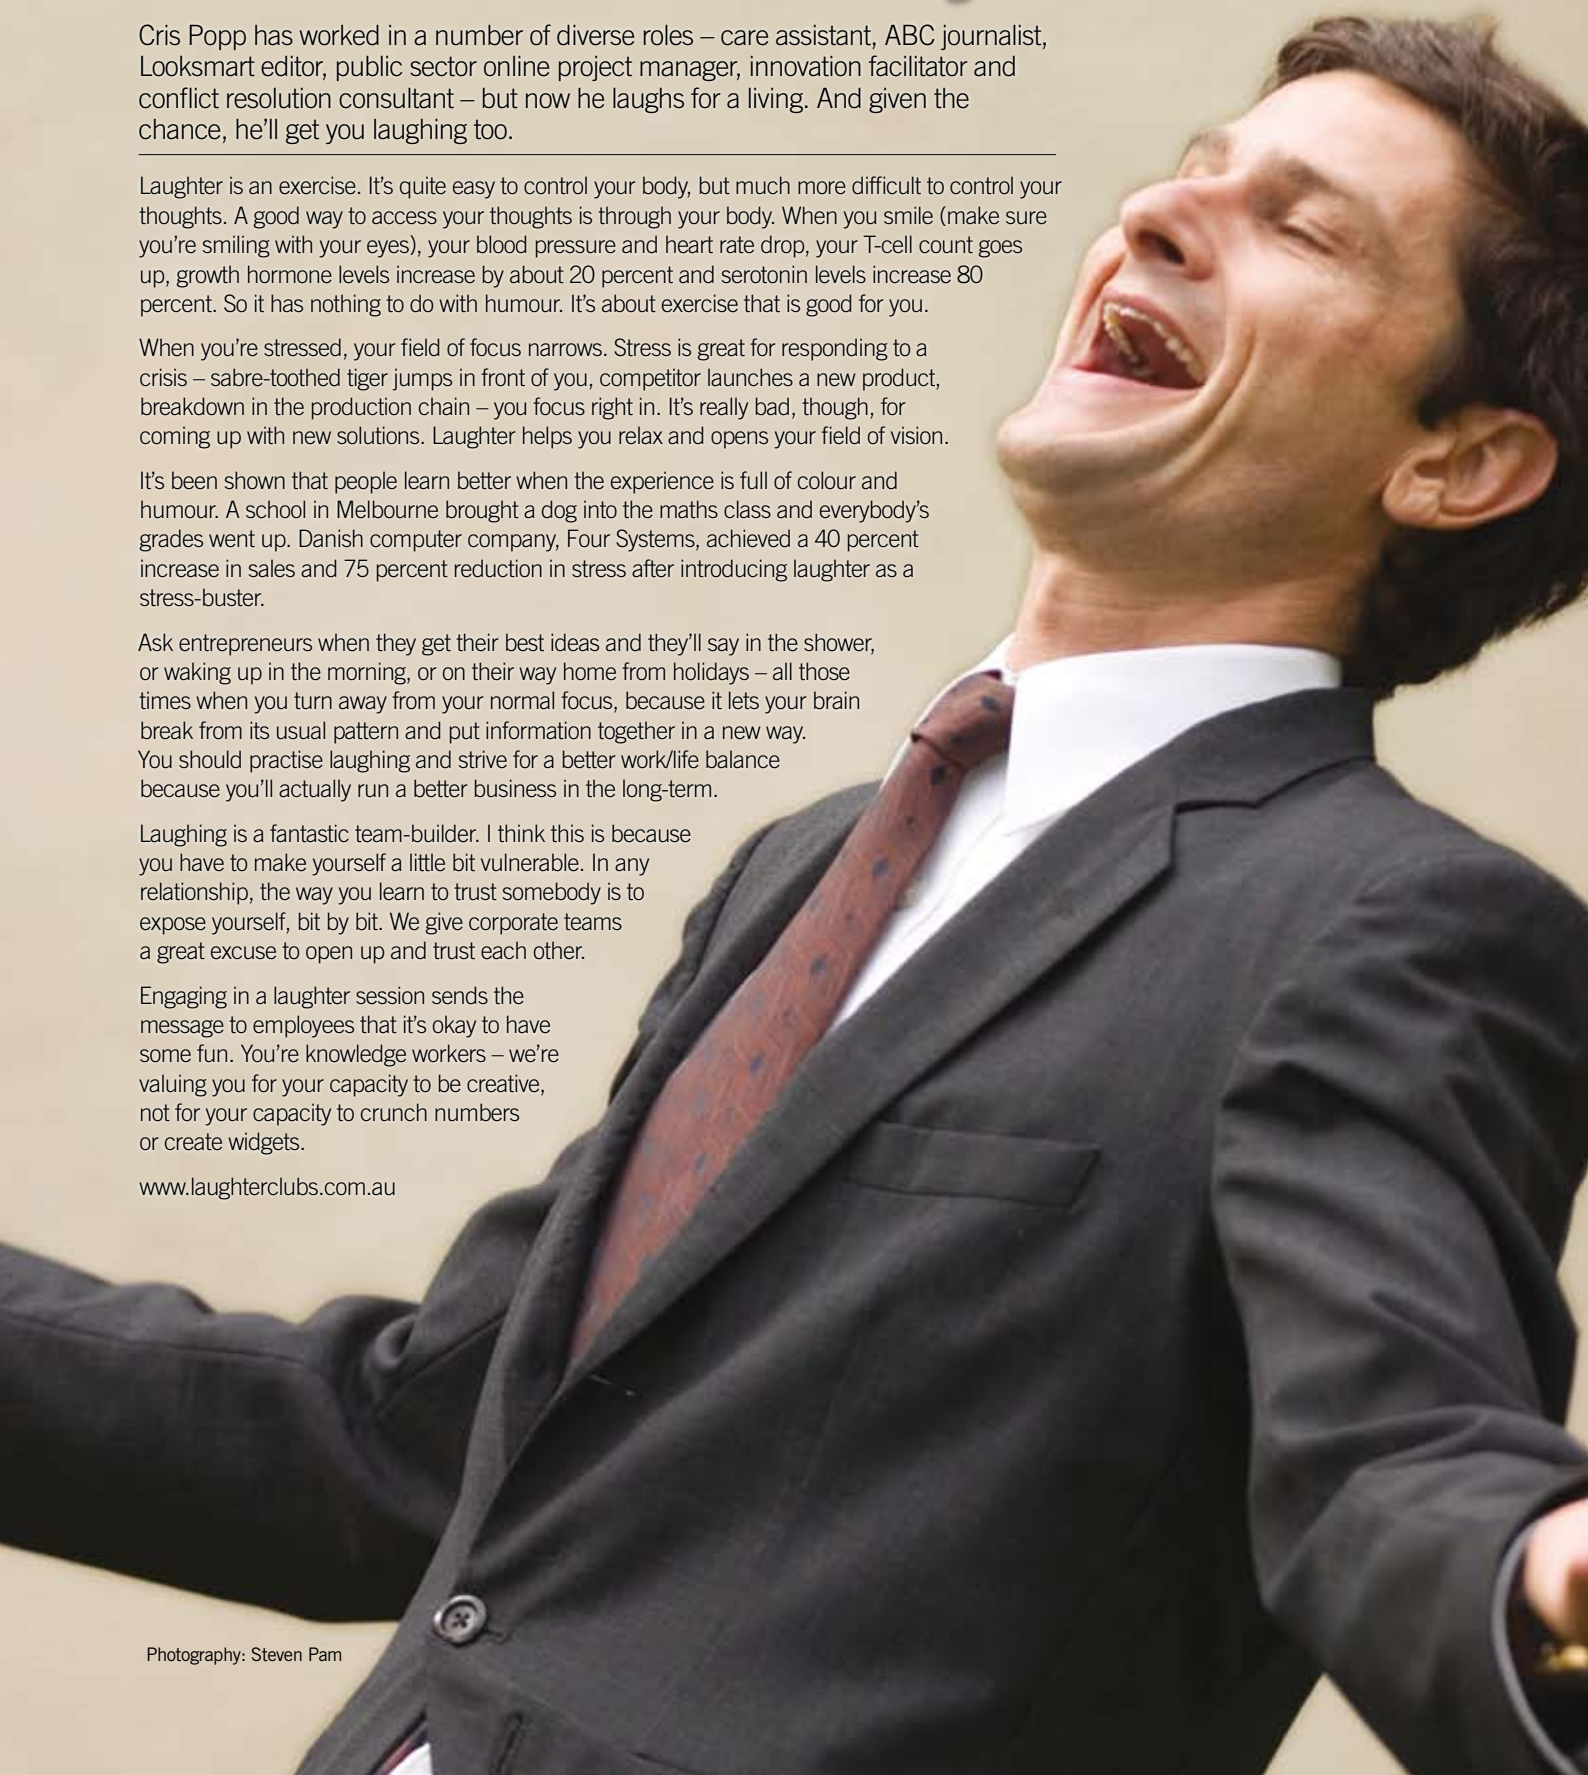 Cris Popp has worked in a number of diverse roles – care assistant, ABC journalist,
Looksmart editor, public sector online project manager, innovation facilitator and
conflict resolution consultant – but now he laughs for a living. And given the
chance, he’ll get you laughing too.
Laughter is an exercise. It’s quite easy to control your body, but much more difficult to control your
thoughts. A good way to access your thoughts is through your body. When you smile (make sure
you’re smiling with your eyes), your blood pressure and heart rate drop, your T-cell count goes
up, growth hormone levels increase by about 20 percent and serotonin levels increase 80
percent. So it has nothing to do with humour. It’s about exercise that is good for you.
When you’re stressed, your field of focus narrows. Stress is great for responding to a
crisis – sabre-toothed tiger jumps in front of you, competitor launches a new product,
breakdown in the production chain – you focus right in. It’s really bad, though, for
coming up with new solutions. Laughter helps you relax and opens your field of vision.
It’s been shown that people learn better when the experience is full of colour and
humour. A school in Melbourne brought a dog into the maths class and everybody’s
grades went up. Danish computer company, Four Systems, achieved a 40 percent
increase in sales and 75 percent reduction in stress after introducing laughter as a
stress-buster.
Ask entrepreneurs when they get their best ideas and they’ll say in the shower,
or waking up in the morning, or on their way home from holidays – all those
times when you turn away from your normal focus, because it lets your brain
break from its usual pattern and put information together in a new way.
You should practise laughing and strive for a better work/life balance
because you’ll actually run a better business in the long-term.
Laughing is a fantastic team-builder. I think this is because
you have to make yourself a little bit vulnerable. In any
relationship, the way you learn to trust somebody is to
expose yourself, bit by bit. We give corporate teams
a great excuse to open up and trust each other.
Engaging in a laughter session sends the
message to employees that it’s okay to have
some fun. You’re knowledge workers – we’re
valuing you for your capacity to be creative,
not for your capacity to crunch numbers
or create widgets.
www.laughterclubs.com.au
Photography: Steven Pam